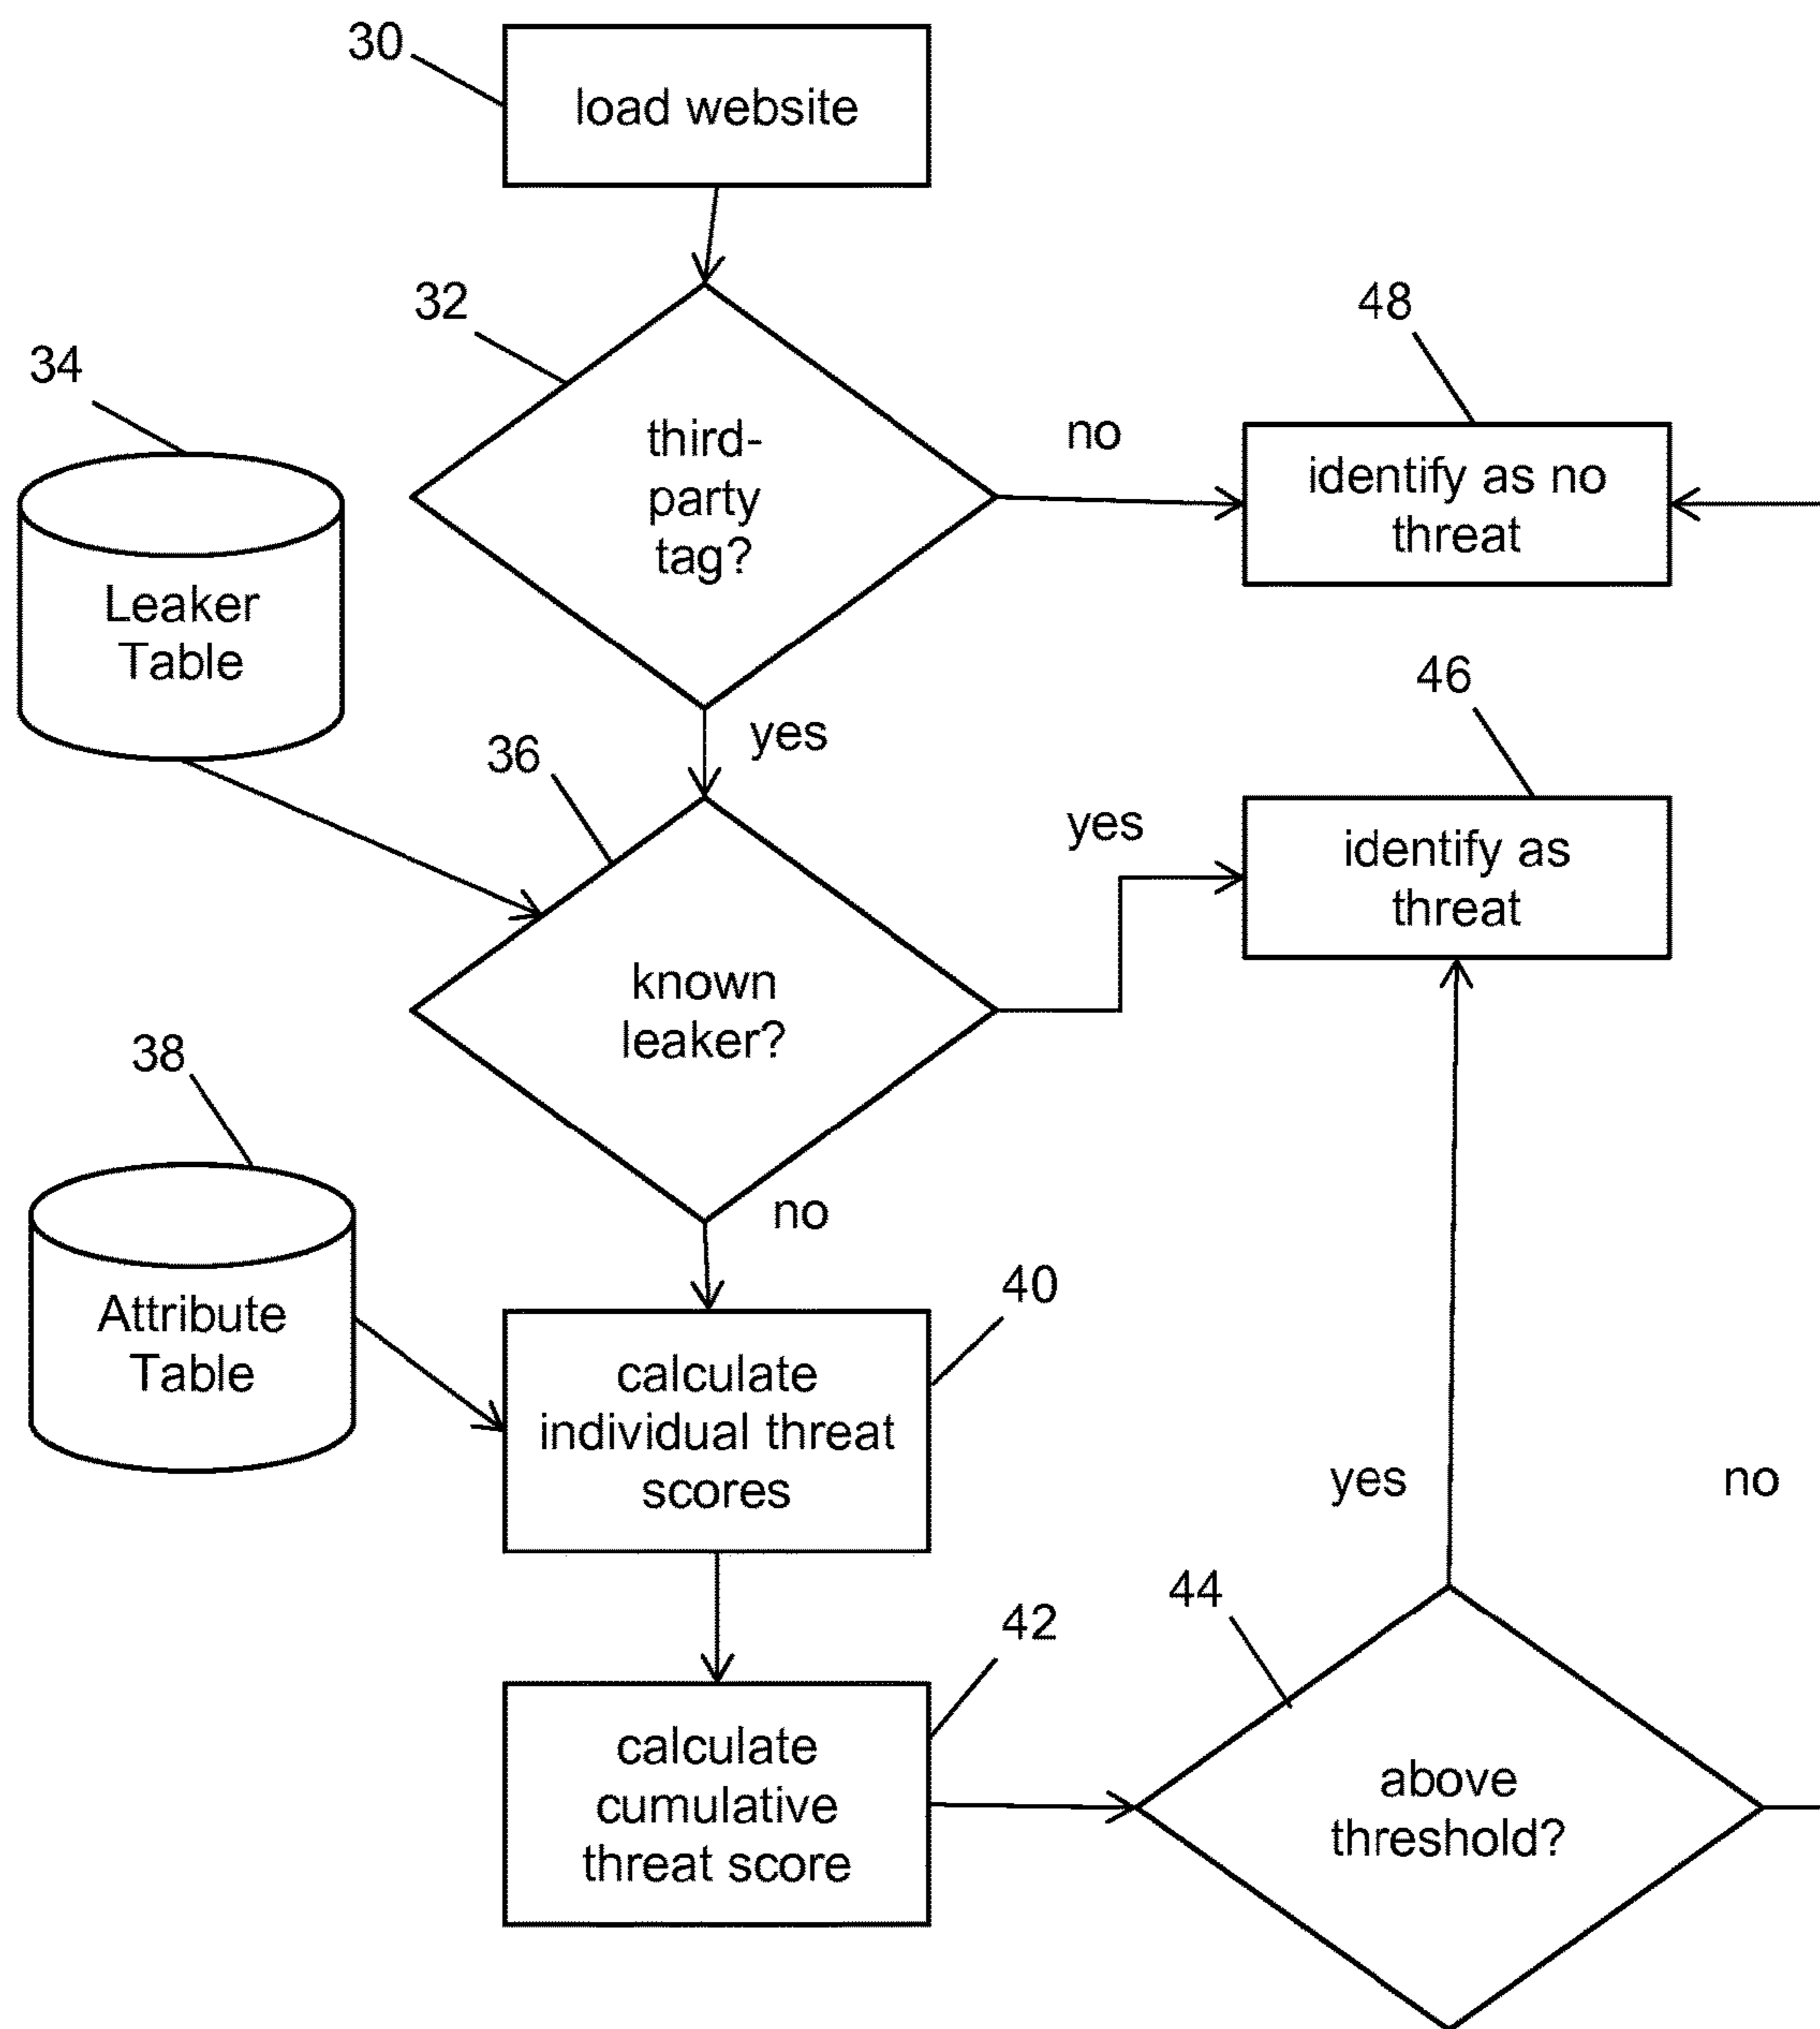 30
load website
32
third-
party
tag?
no
48
identify as no
threat
34
Leaker
Table
yes
36
known
leaker?
yes
46
identify as
threat
38
Attribute
Table
no
40
calculate
individual threat
scores
42
calculate
cumulative
threat score
44
above
threshold?
yes
no